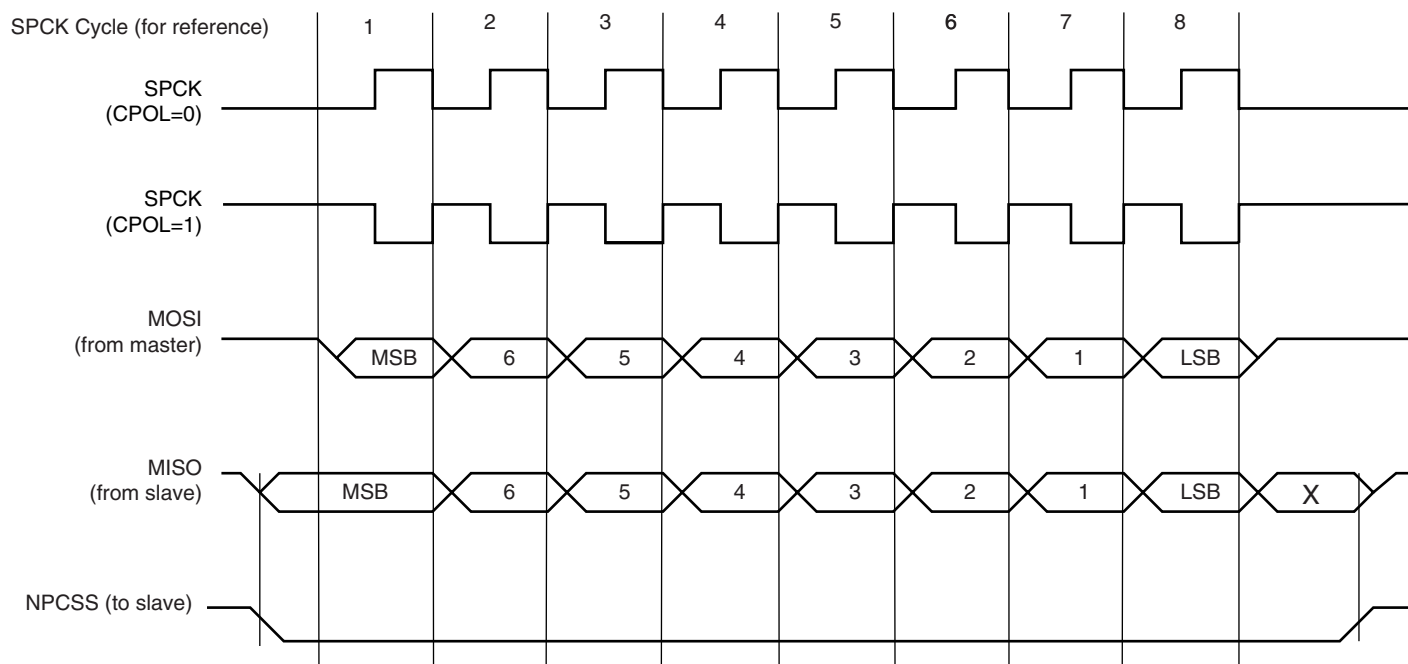 SPCK Cycle (for reference) 1 2 3 4 5 6 7 8
SPCK
(CPOL=0)
SPCK
(CPOL=1)
MOSI
(from master)
MSB 6 5 4 3 2 1 LSB
MISO
(from slave)
MSB 6 5 4 3 2 1 LSB X
NPCSS (to slave)